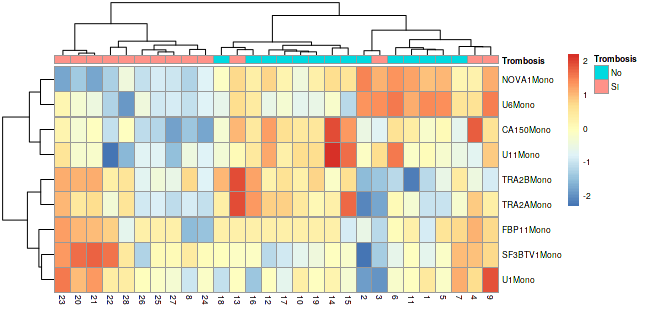 Trombosis
Trombosis
No
SI
2
1
0
-1
-2
NOVA1Mono
U6Mono
CA150Mono
U11Mono
TRA2BMono
TRA2AMono
FBP11Mono
SF3BTV1Mono
U1Mono
23 20 21 22 28 26 25 27 8 24 18 13 16 12 17 10 19 14 15 2 3 6 11 1 5 7 4 9